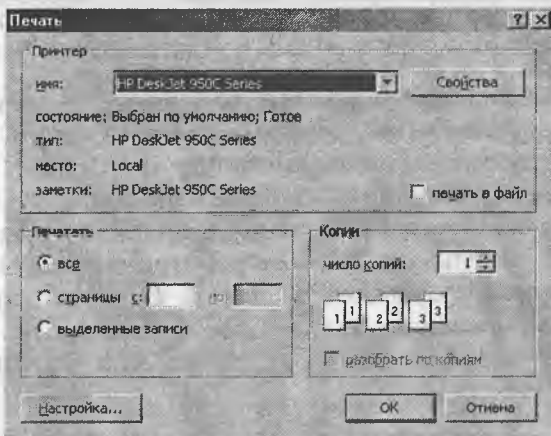 Печать
Принтер
имя: HP DeskJet 950C Series Свойства
состояние: Выбран по умолчанию; Готов
тип: HP DeskJet 950C Series
место: Local
заметки: HP DeskJet 950C Series печать в файл
Печатать Копии
все число копий: 1
страницы с: по:
выделенные записи
1 1 2 2 3 3
разобрать по копиям
Настройка... OK Отмена